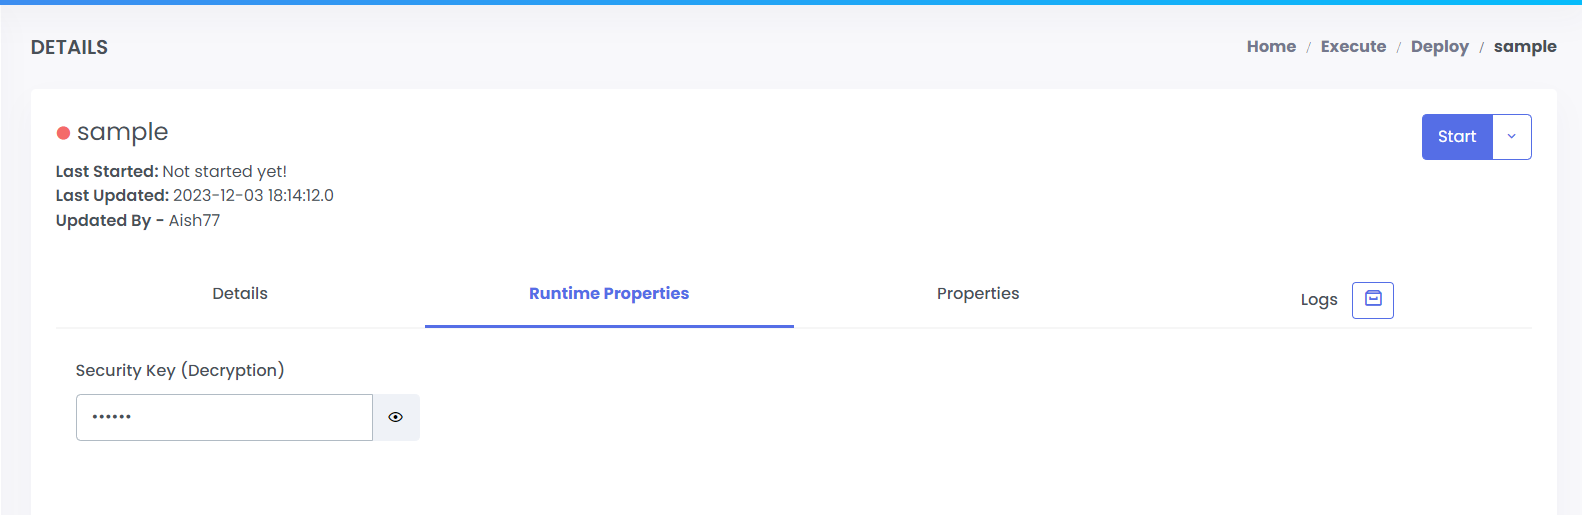 DETAILS
Home / Execute / Deploy / sample
sample
Start
Last Started: Not started yet!
Last Updated: 2023-12-03 18:14:12.0
Updated By - Aish77
Details
Runtime Properties
Properties
Logs
Security Key (Decryption)
••••••